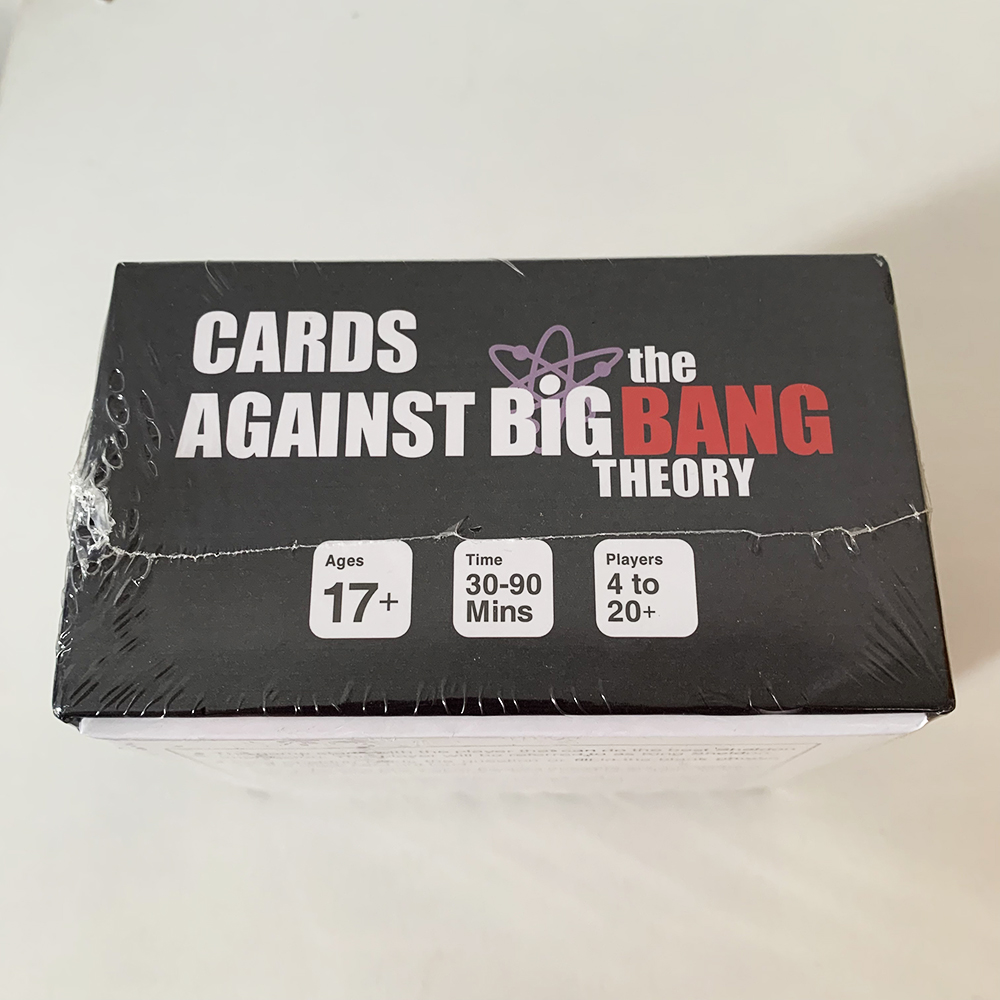 CARDS
AGAINST BiG the BANG
THEORY
Ages
17+
Time
30-90
Mins
Players
4 to
20+